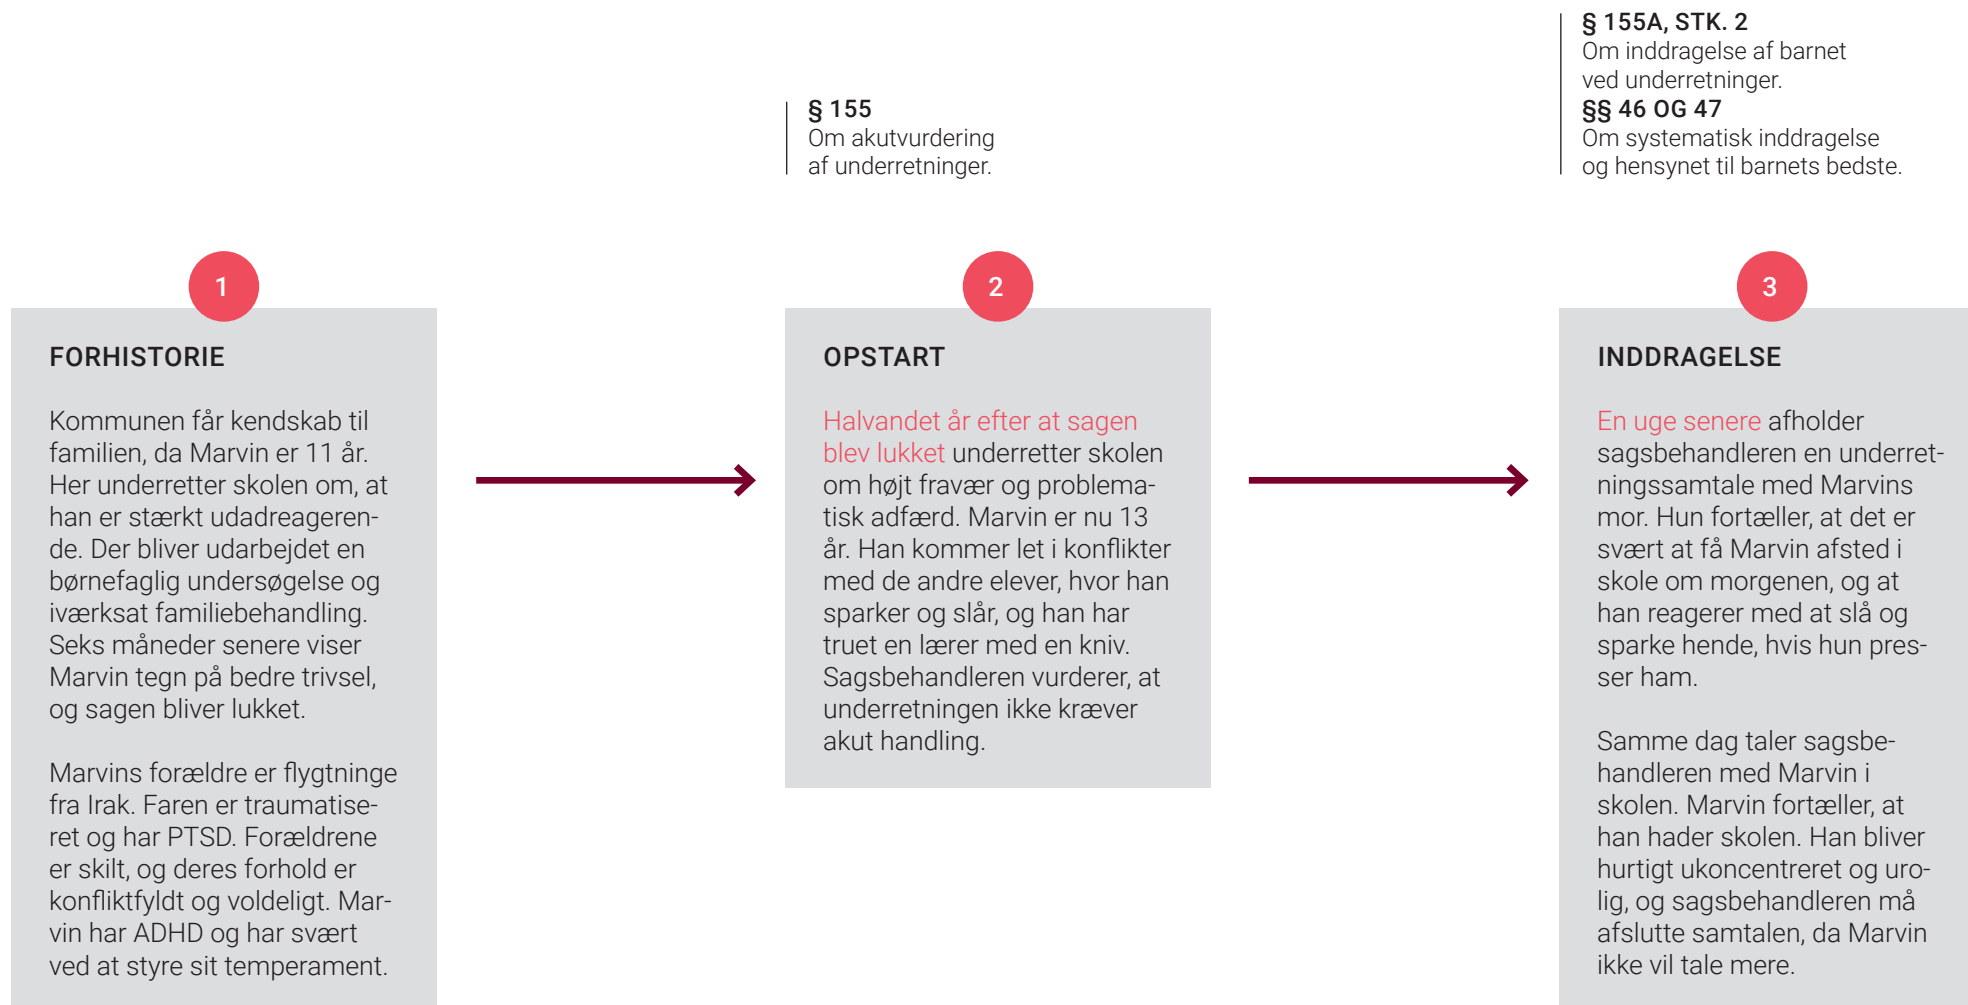 § 155
Om akutvurdering
af underretninger.
§ 155A, STK. 2
Om inddragelse af barnet
ved underretninger.
§§ 46 OG 47
Om systematisk inddragelse
og hensynet til barnets bedste.
1
FORHISTORIE
Kommunen får kendskab til
familien, da Marvin er 11 år.
Her underretter skolen om, at
han er stærkt udadreageren-
de. Der bliver udarbejdet en
børnefaglig undersøgelse og
iværksat familiebehandling.
Seks måneder senere viser
Marvin tegn på bedre trivsel,
og sagen bliver lukket.
Marvins forældre er flygtninge
fra Irak. Faren er traumatise-
ret og har PTSD. Forældrene
er skilt, og deres forhold er
konfliktfyldt og voldeligt. Mar-
vin har ADHD og har svært
ved at styre sit temperament.
2
OPSTART
Halvandet år efter at sagen
blev lukket underretter skolen
om højt fravær og problema-
tisk adfærd. Marvin er nu 13
år. Han kommer let i konflikter
med de andre elever, hvor han
sparker og slår, og han har
truet en lærer med en kniv.
Sagsbehandleren vurderer, at
underretningen ikke kræver
akut handling.
3
INDDRAGELSE
En uge senere afholder
sagsbehandleren en underret-
ningssamtale med Marvins
mor. Hun fortæller, at det er
svært at få Marvin afsted i
skole om morgenen, og at
han reagerer med at slå og
sparke hende, hvis hun pres-
ser ham.
Samme dag taler sagsbe-
handleren med Marvin i
skolen. Marvin fortæller, at
han hader skolen. Han bliver
hurtigt ukoncentreret og uro-
lig, og sagsbehandleren må
afslutte samtalen, da Marvin
ikke vil tale mere.